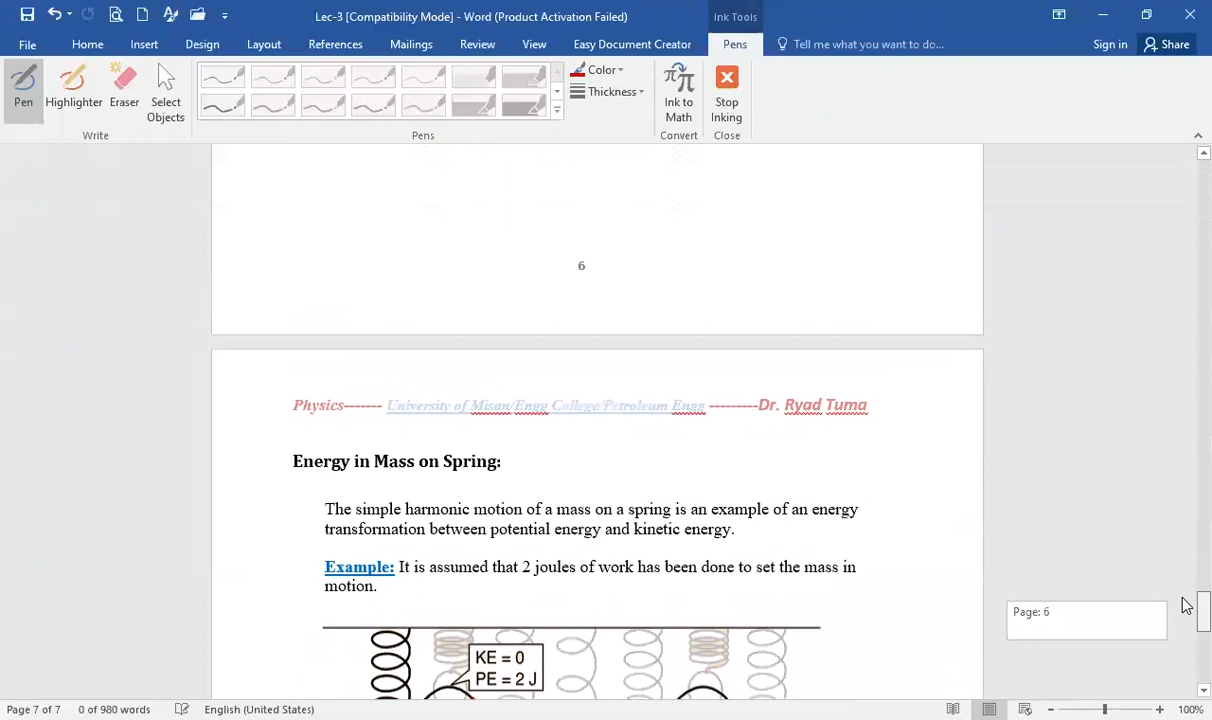 Lec-3 [Compatibility Mode] - Word (Product Activation Failed)
Ink Tools
File
Home
Insert
Design
Layout
References
Mailings
Review
View
Easy Document Creator
Pens
Tell me what you want to do...
Sign in
Share
Pen
Highlighter
Eraser
Select
Objects
Color
Thickness
Ink to
Math
Stop
Inking
Write
Pens
Convert
Close
6
Physics------- University of Misan/Engg College/Petroleum Engg ---------Dr. Ryad Tuma
Energy in Mass on Spring:
The simple harmonic motion of a mass on a spring is an example of an energy
transformation between potential energy and kinetic energy.
Example: It is assumed that 2 joules of work has been done to set the mass in
motion.
Page: 6
KE = 0
PE = 2 J
Page 7 of 7
0 of 980 words
English (United States)
100%